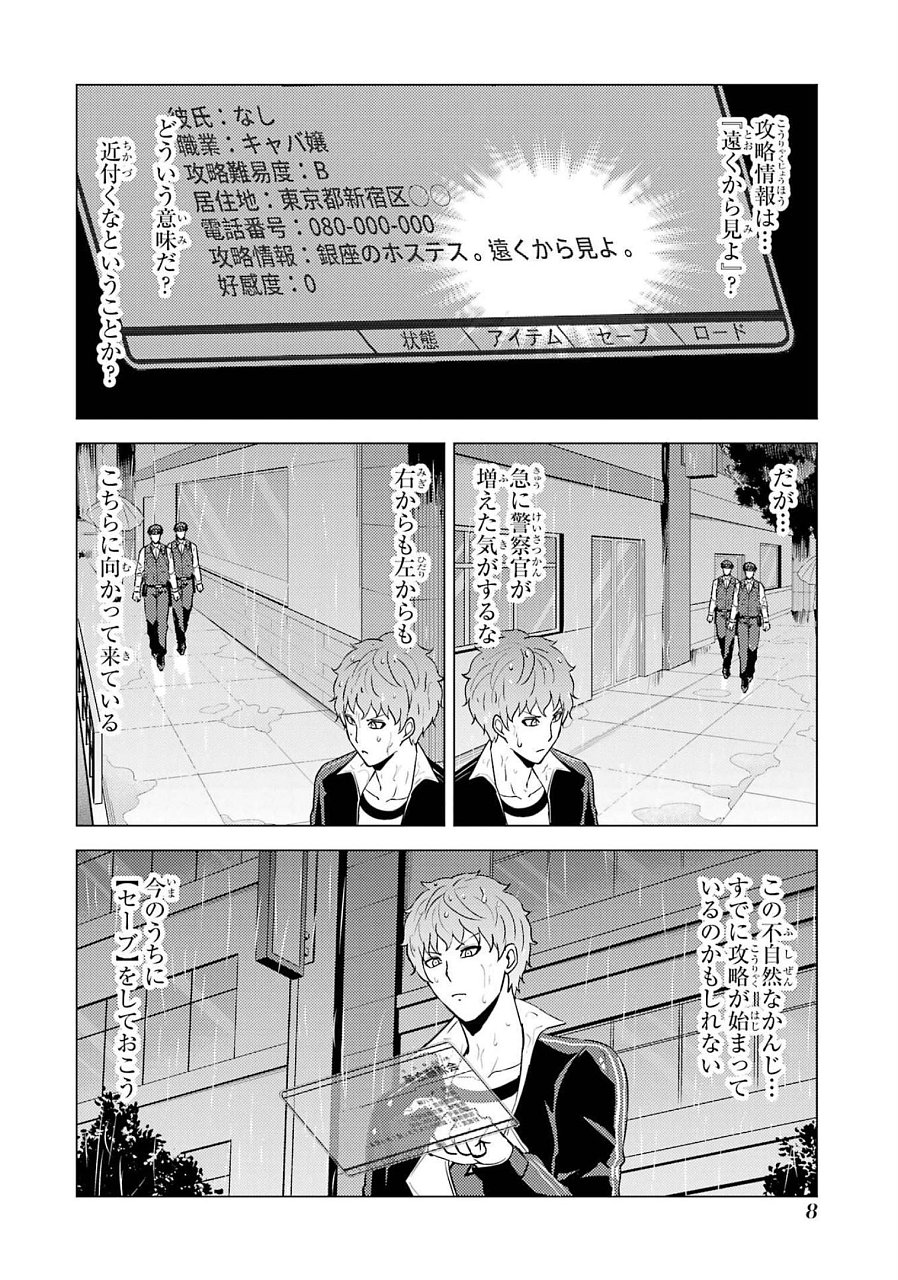 攻略情報は…
『遠くから見よ』?
彼氏：なし
職業：キャバ嬢
攻略難易度：B
居住地：東京都新宿区○○
電話番号：080-000-000
攻略情報：銀座のホステス。遠くから見よ。
好感度：0
状態
アイテム
セーブ
ロード
どういう意味だ?
近付くなということか?
だが…
急に警察官が
増えた気がするな
右からも左からも
こちらに向かって来ている
この不自然なかんじ…
すでに攻略が始まって
いるのかもしれない
今のうちに
【セーブ】をしておこう
8